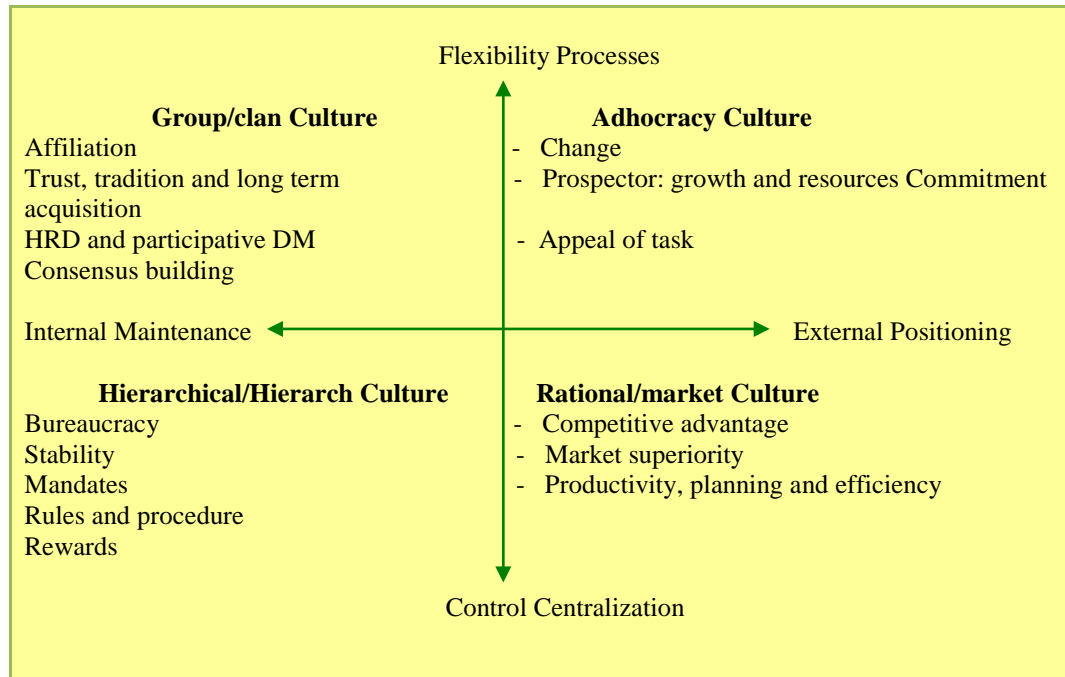 Flexibility Processes
Group/clan Culture
Affiliation
Trust, tradition and long term
acquisition
HRD and participative DM
Consensus building
Adhocracy Culture
- Change
- Prospector: growth and resources Commitment
- Appeal of task
Internal Maintenance
External Positioning
Hierarchical/Hierarch Culture
Bureaucracy
Stability
Mandates
Rules and procedure
Rewards
Rational/market Culture
- Competitive advantage
- Market superiority
- Productivity, planning and efficiency
Control Centralization